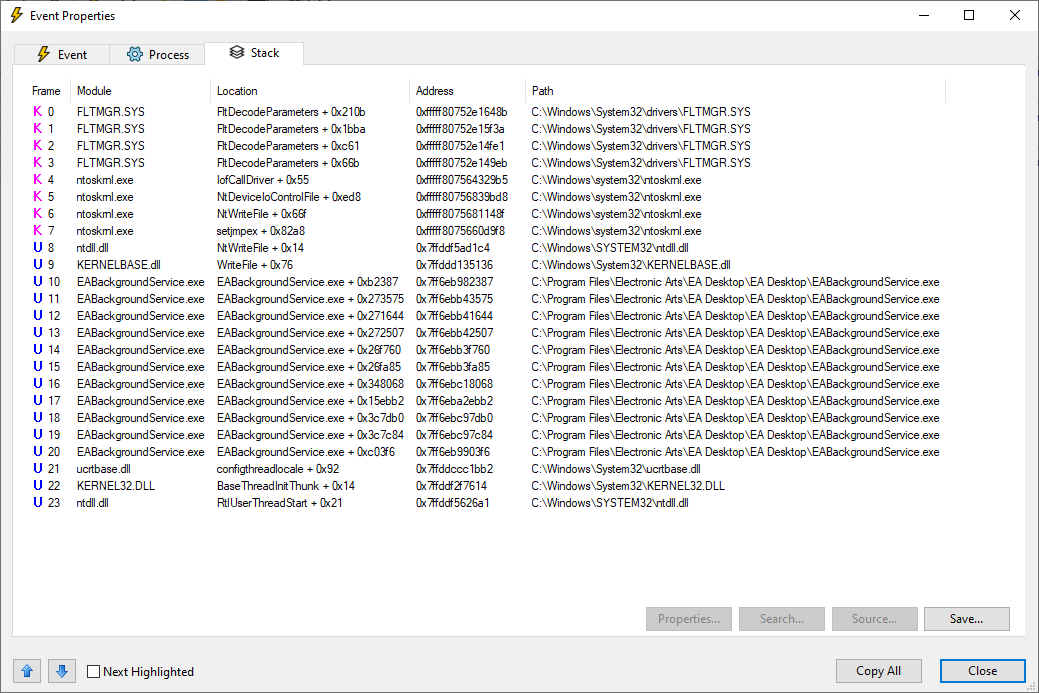 Event Properties
Event Process Stack
Frame Module Location Address Path
K 0 FLTMGR.SYS FltDecodeParameters + 0x210b 0xfffff80752e1648b C:\Windows\System32\drivers\FLTMGR.SYS
K 1 FLTMGR.SYS FltDecodeParameters + 0x1bba 0xfffff80752e15f3a C:\Windows\System32\drivers\FLTMGR.SYS
K 2 FLTMGR.SYS FltDecodeParameters + 0xc61 0xfffff80752e14fe1 C:\Windows\System32\drivers\FLTMGR.SYS
K 3 FLTMGR.SYS FltDecodeParameters + 0x66b 0xfffff80752e149eb C:\Windows\System32\drivers\FLTMGR.SYS
K 4 ntoskrnl.exe IofCallDriver + 0x55 0xfffff807564329b5 C:\Windows\system32\ntoskrnl.exe
K 5 ntoskrnl.exe NtDeviceIoControlFile + 0xed8 0xfffff80756839bd8 C:\Windows\system32\ntoskrnl.exe
K 6 ntoskrnl.exe NtWriteFile + 0x66f 0xfffff8075681148f C:\Windows\system32\ntoskrnl.exe
K 7 ntoskrnl.exe setjmpex + 0x82a8 0xfffff8075660d9f8 C:\Windows\system32\ntoskrnl.exe
U 8 ntdll.dll NtWriteFile + 0x14 0x7ffddf5ad1c4 C:\Windows\SYSTEM32\ntdll.dll
U 9 KERNELBASE.dll WriteFile + 0x76 0x7ffddd135136 C:\Windows\System32\KERNELBASE.dll
U 10 EABackgroundService.exe EABackgroundService.exe + 0xb2387 0x7ff6eb982387 C:\Program Files\Electronic Arts\EA Desktop\EA Desktop\EABackgroundService.exe
U 11 EABackgroundService.exe EABackgroundService.exe + 0x273575 0x7ff6ebb43575 C:\Program Files\Electronic Arts\EA Desktop\EA Desktop\EABackgroundService.exe
U 12 EABackgroundService.exe EABackgroundService.exe + 0x271644 0x7ff6ebb41644 C:\Program Files\Electronic Arts\EA Desktop\EA Desktop\EABackgroundService.exe
U 13 EABackgroundService.exe EABackgroundService.exe + 0x272507 0x7ff6ebb42507 C:\Program Files\Electronic Arts\EA Desktop\EA Desktop\EABackgroundService.exe
U 14 EABackgroundService.exe EABackgroundService.exe + 0x26f760 0x7ff6ebb3f760 C:\Program Files\Electronic Arts\EA Desktop\EA Desktop\EABackgroundService.exe
U 15 EABackgroundService.exe EABackgroundService.exe + 0x26fa85 0x7ff6ebb3fa85 C:\Program Files\Electronic Arts\EA Desktop\EA Desktop\EABackgroundService.exe
U 16 EABackgroundService.exe EABackgroundService.exe + 0x348068 0x7ff6ebc18068 C:\Program Files\Electronic Arts\EA Desktop\EA Desktop\EABackgroundService.exe
U 17 EABackgroundService.exe EABackgroundService.exe + 0x15ebb2 0x7ff6eba2ebb2 C:\Program Files\Electronic Arts\EA Desktop\EA Desktop\EABackgroundService.exe
U 18 EABackgroundService.exe EABackgroundService.exe + 0x3c7db0 0x7ff6ebc97db0 C:\Program Files\Electronic Arts\EA Desktop\EA Desktop\EABackgroundService.exe
U 19 EABackgroundService.exe EABackgroundService.exe + 0x3c7c84 0x7ff6ebc97c84 C:\Program Files\Electronic Arts\EA Desktop\EA Desktop\EABackgroundService.exe
U 20 EABackgroundService.exe EABackgroundService.exe + 0xc03f6 0x7ff6eb9903f6 C:\Program Files\Electronic Arts\EA Desktop\EA Desktop\EABackgroundService.exe
U 21 ucrtbase.dll configthreadlocale + 0x92 0x7ffddccc1bb2 C:\Windows\System32\ucrtbase.dll
U 22 KERNEL32.DLL BaseThreadInitThunk + 0x14 0x7ffddf2f7614 C:\Windows\System32\KERNEL32.DLL
U 23 ntdll.dll RtlUserThreadStart + 0x21 0x7ffddf5626a1 C:\Windows\SYSTEM32\ntdll.dll
Properties... Search... Source... Save...
Next Highlighted Copy All Close